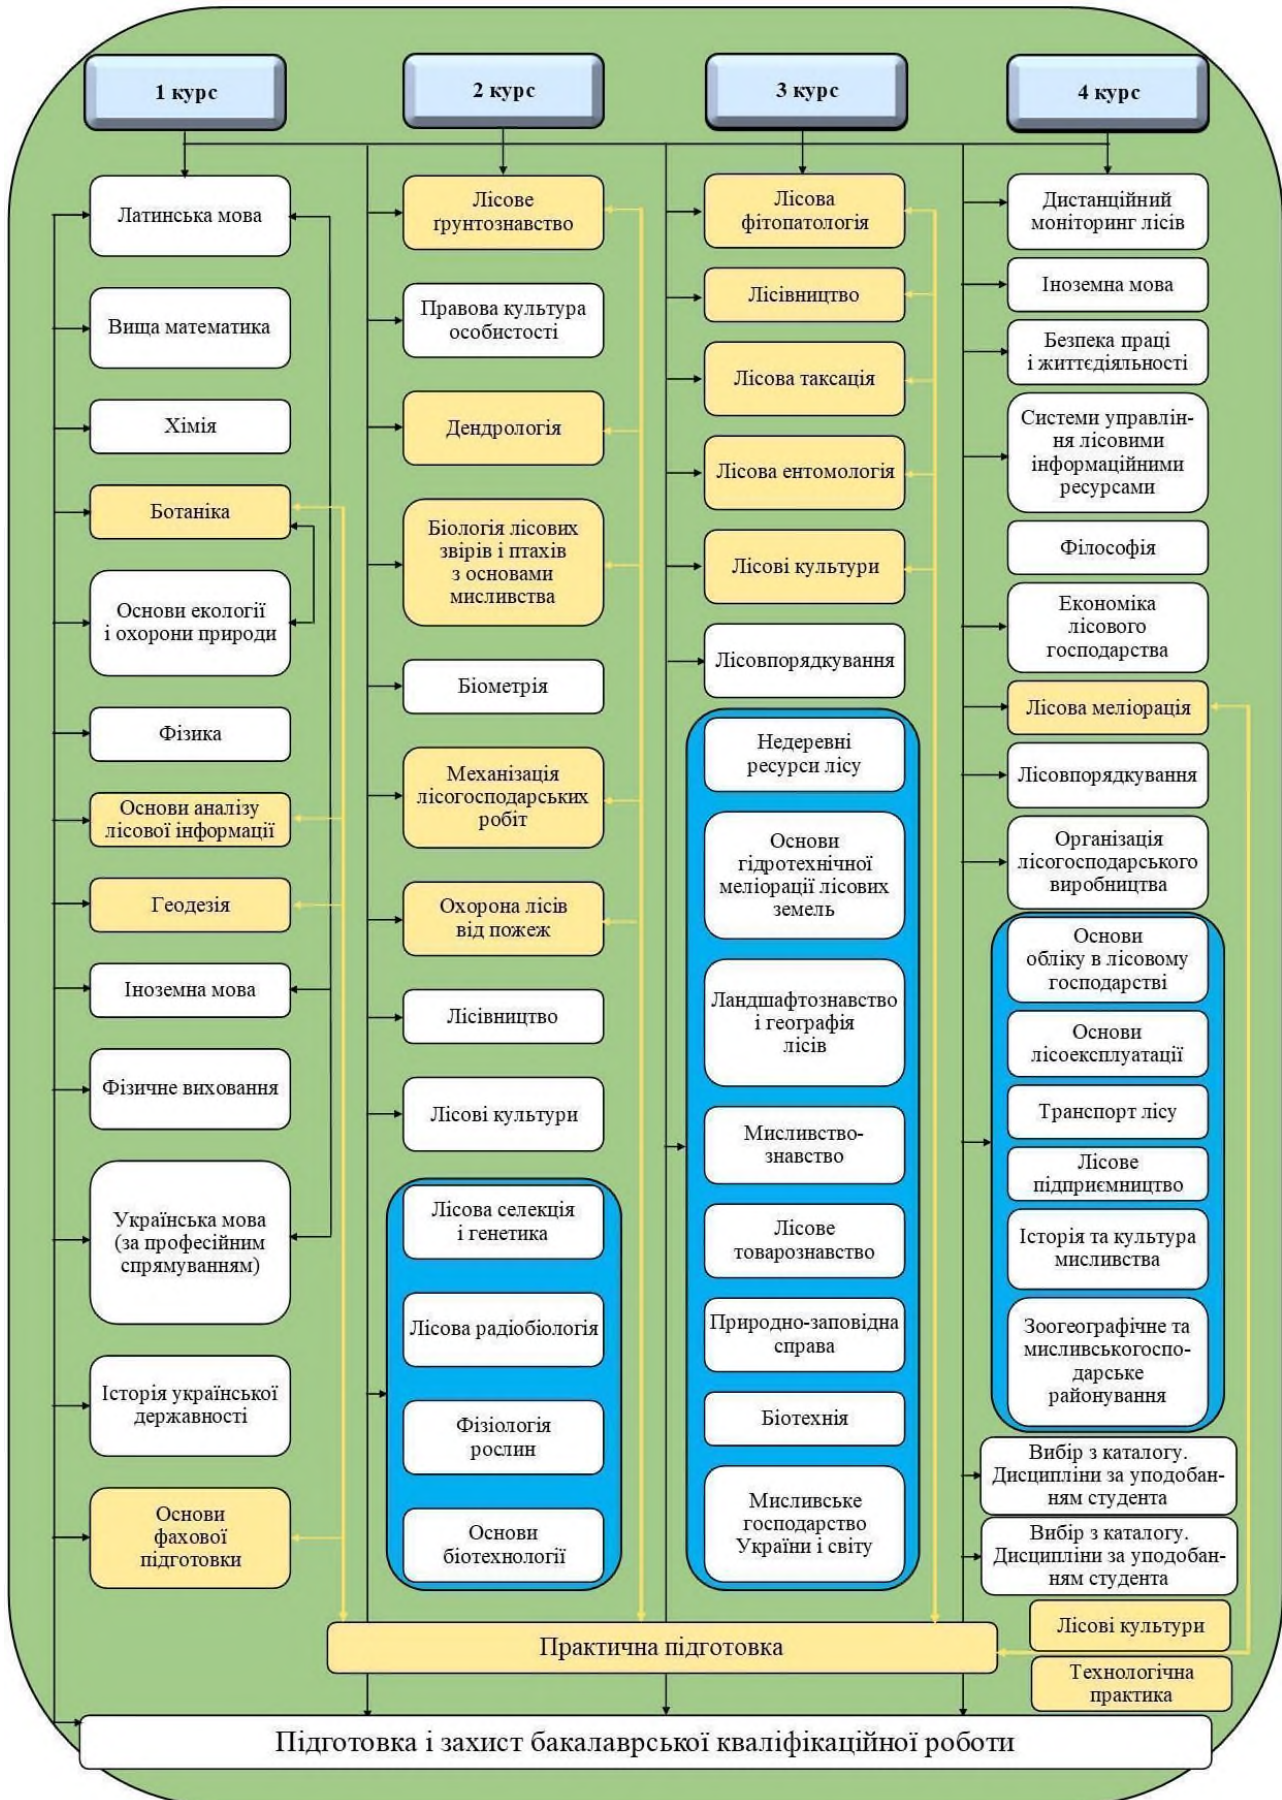 1 курс
2 курс
3 курс
4 курс
Латинська мова
Вища математика
Хімія
Ботаніка
Основи екології
і охорони природи
Фізика
Основи аналізу
лісової інформації
Геодезія
Іноземна мова
Фізичне виховання
Українська мова
(за професійним
спрямуванням)
Історія української
державності
Основи
фахової
підготовки
Лісове
ґрунтознавство
Правова культура
особистості
Дендрологія
Біологія лісових
звірів і птахів
з основами
мисливства
Біометрія
Механізація
лісогосподарських
робіт
Охорона лісів
від пожеж
Лісівництво
Лісові культури
Лісова селекція
і генетика
Лісова радіобіологія
Фізіологія
рослин
Основи
біотехнології
Лісова
фітопатологія
Лісівництво
Лісова таксація
Лісова ентомологія
Лісові культури
Лісовпорядкування
Недеревні
ресурси лісу
Основи
гідротехнічної
меліорації лісових
земель
Ландшафтознавство
і географія
лісів
Мисливство-
знавство
Лісове
товарознавство
Природно-заповідна
справа
Біотехнія
Мисливське
господарство
України і світу
Дистанційний
моніторинг лісів
Іноземна мова
Безпека праці
і життєдіяльності
Системи управлін-
ня лісовими
інформаційними
ресурсами
Філософія
Економіка
лісового
господарства
Лісова меліорація
Лісовпорядкування
Організація
лісогосподарського
виробництва
Основи
обліку в лісовому
господарстві
Основи
лісоексплуатації
Транспорт лісу
Лісове
підприємництво
Історія та культура
мисливства
Зоогеографічне та
мисливськогоспо-
дарське
районування
Вибір з каталогу.
Дисципліни за уподобан-
ням студента
Вибір з каталогу.
Дисципліни за уподобан-
ням студента
Лісові культури
Технологічна
практика
Практична підготовка
Підготовка і захист бакалаврської кваліфікаційної роботи